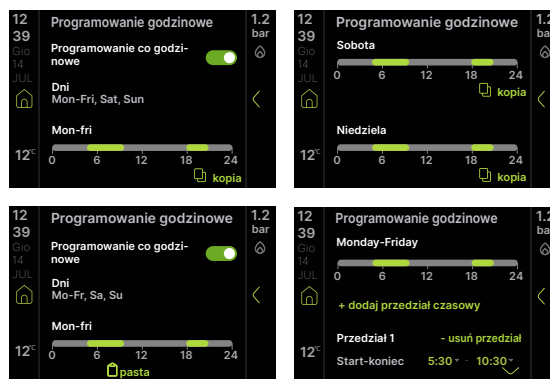 12
39
Gio
14
JUL
12°C
Programowanie godzinowe
Programowanie co godzi-
nowe
Dni
Mon-Fri, Sat, Sun
Mon-fri
0 6 12 18 24
kopia
1.2
bar
12
39
Gio
14
JUL
12°C
Programowanie godzinowe
Sobota
0 6 12 18 24
kopia
Niedziela
0 6 12 18 24
kopia
12
39
Gio
14
JUL
12°C
Programowanie godzinowe
Programowanie co godzi-
nowe
Dni
Mo-Fr, Sa, Su
Mon-fri
0 6 12 18 24
pasta
1.2
bar
12
39
Gio
14
JUL
12°C
Programowanie godzinowe
Monday-Friday
0 6 12 18 24
+ dodaj przedział czasowy
Przedział 1 - usuń przedział
Start-koniec 5:30 - 10:30